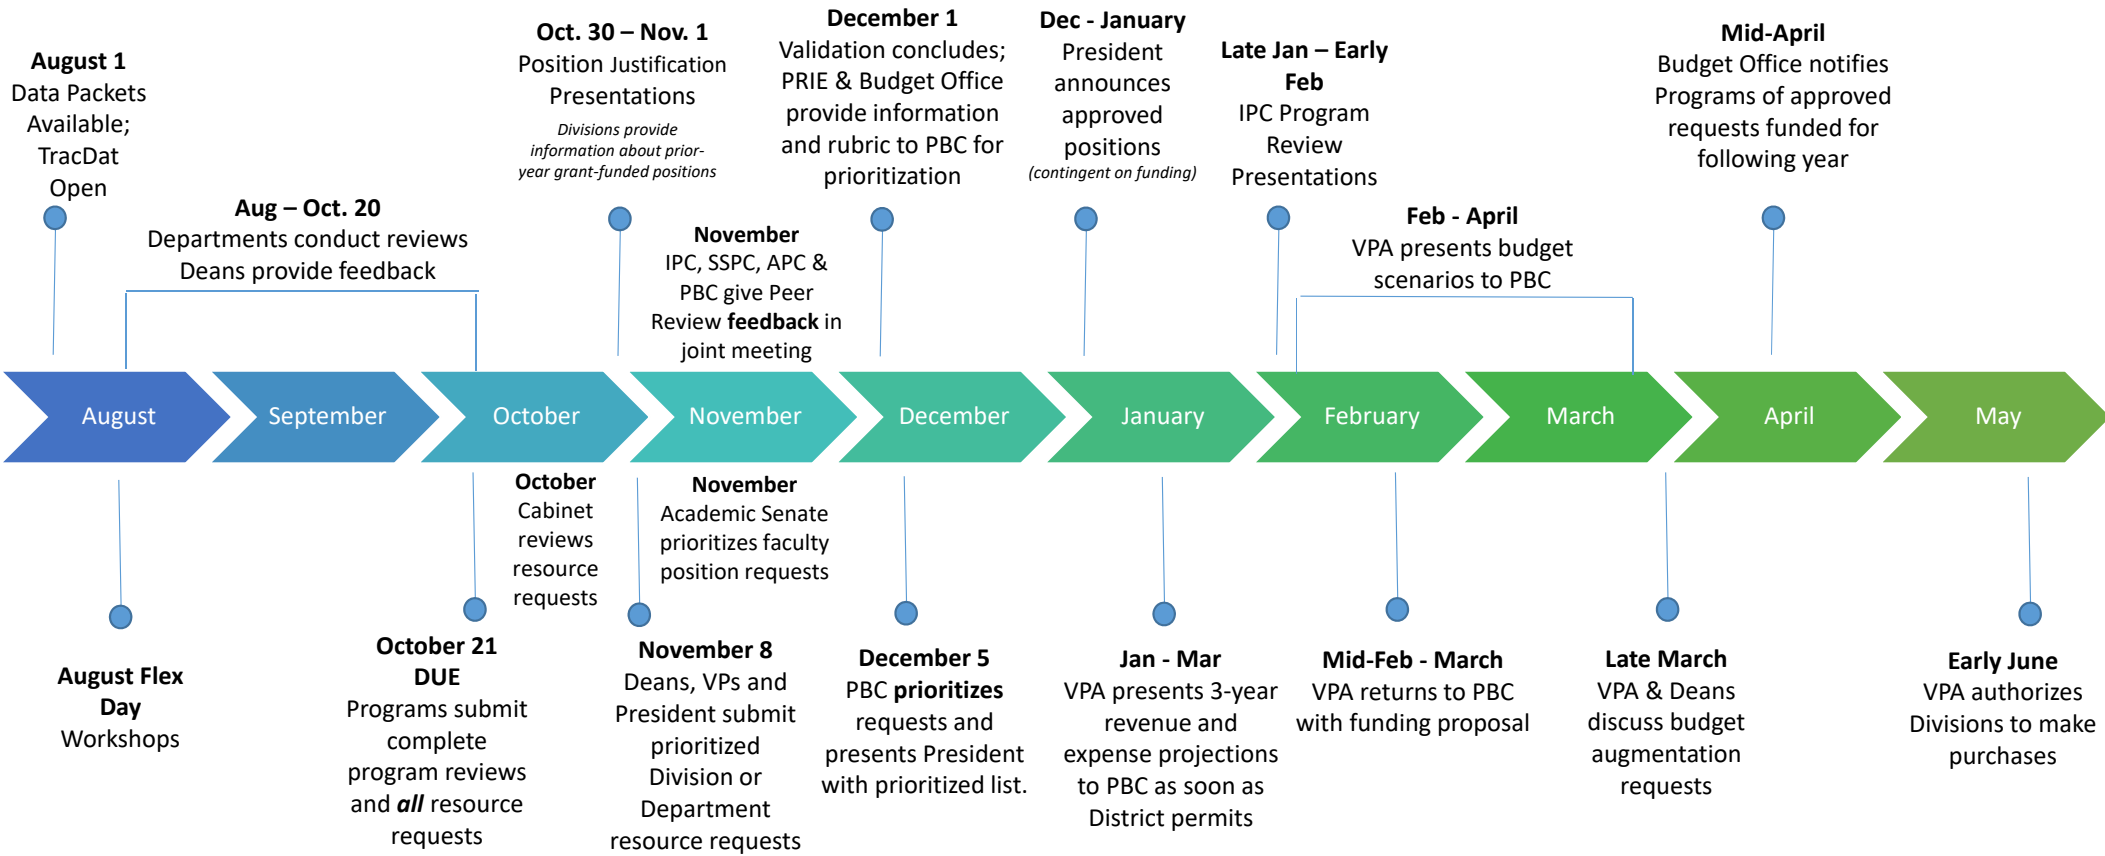 August 1
Data Packets
Available;
TracDat
Open
Aug – Oct. 20
Departments conduct reviews
Deans provide feedback
Oct. 30 – Nov. 1
Position Justification
Presentations
Divisions provide
information about prior-
year grant-funded positions
November
IPC, SSPC, APC &
PBC give Peer
Review feedback in
joint meeting
December 1
Validation concludes;
PRIE & Budget Office
provide information
and rubric to PBC for
prioritization
Dec - January
President
announces
approved
positions
(contingent on funding)
Late Jan – Early
Feb
IPC Program
Review
Presentations
Feb - April
VPA presents budget
scenarios to PBC
Mid-April
Budget Office notifies
Programs of approved
requests funded for
following year
August
September
October
November
December
January
February
March
April
May
August Flex
Day
Workshops
October 21
DUE
Programs submit
complete
program reviews
and all resource
requests
October
Cabinet
reviews
resource
requests
November 8
Deans, VPs and
President submit
prioritized
Division or
Department
resource requests
November
Academic Senate
prioritizes faculty
position requests
December 5
PBC prioritizes
requests and
presents President
with prioritized list.
Jan - Mar
VPA presents 3-year
revenue and
expense projections
to PBC as soon as
District permits
Mid-Feb - March
VPA returns to PBC
with funding proposal
Late March
VPA & Deans
discuss budget
augmentation
requests
Early June
VPA authorizes
Divisions to make
purchases